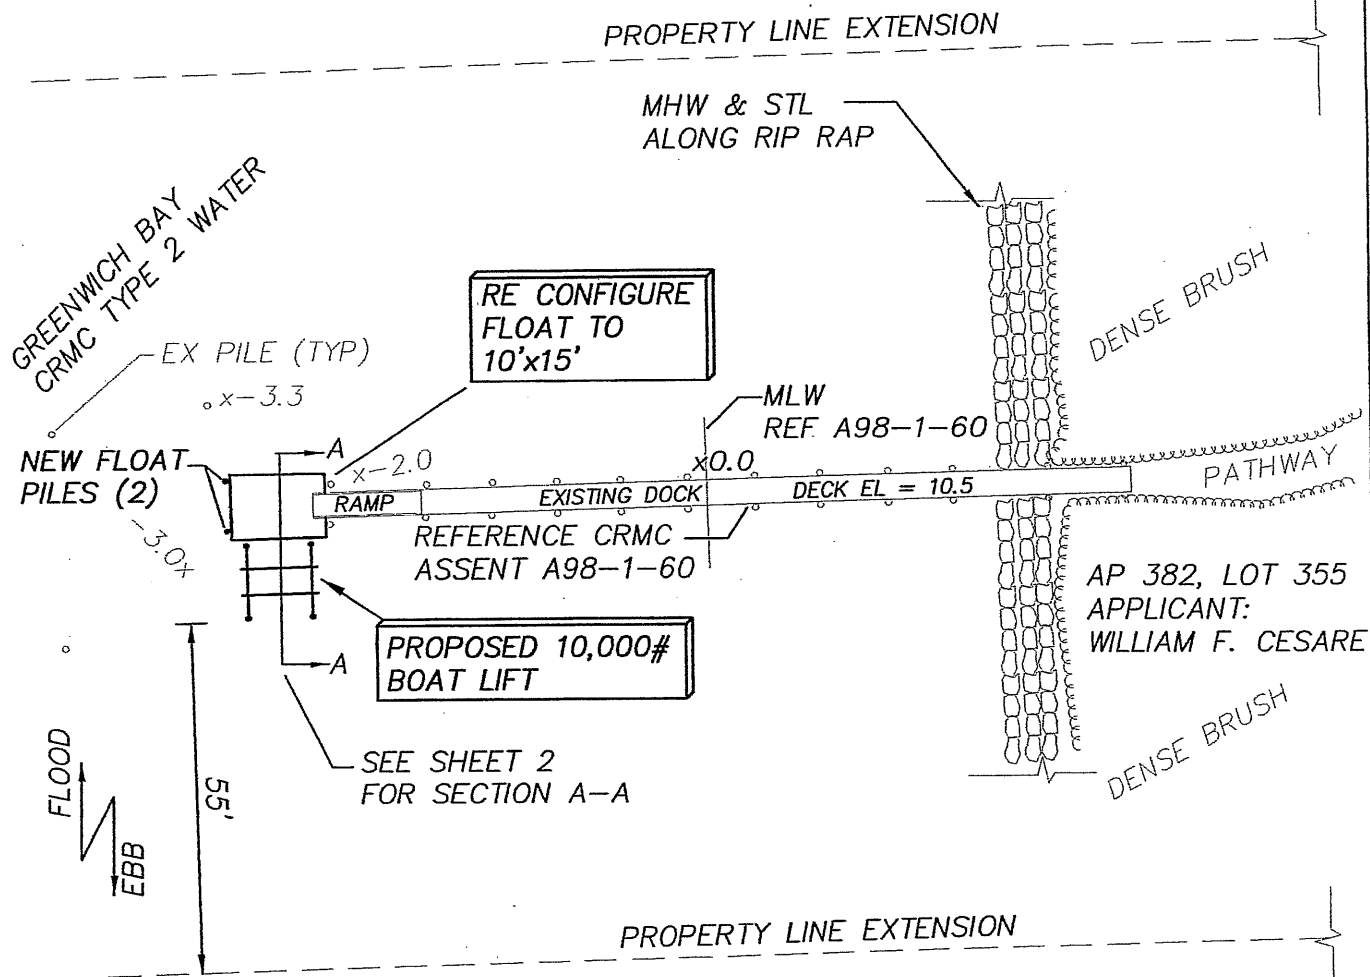 PROPERTY LINE EXTENSION
MHW & STL
ALONG RIP RAP
GREENWICH BAY
CRMC TYPE 2 WATER
DENSE BRUSH
RE CONFIGURE
FLOAT TO
10'x15'
EX PILE (TYP)
x-3.3
MLW
REF. A98-1-60
A
NEW FLOAT
PILES (2)
x-2.0
x0.0
PATHWAY
RAMP
EXISTING DOCK
DECK EL = 10.5
-3.0x
REFERENCE CRMC
ASSENT A98-1-60
AP 382, LOT 355
APPLICANT:
WILLIAM F. CESARE
PROPOSED 10,000#
BOAT LIFT
A
DENSE BRUSH
SEE SHEET 2
FOR SECTION A-A
FLOOD
EBB
55'
PROPERTY LINE EXTENSION